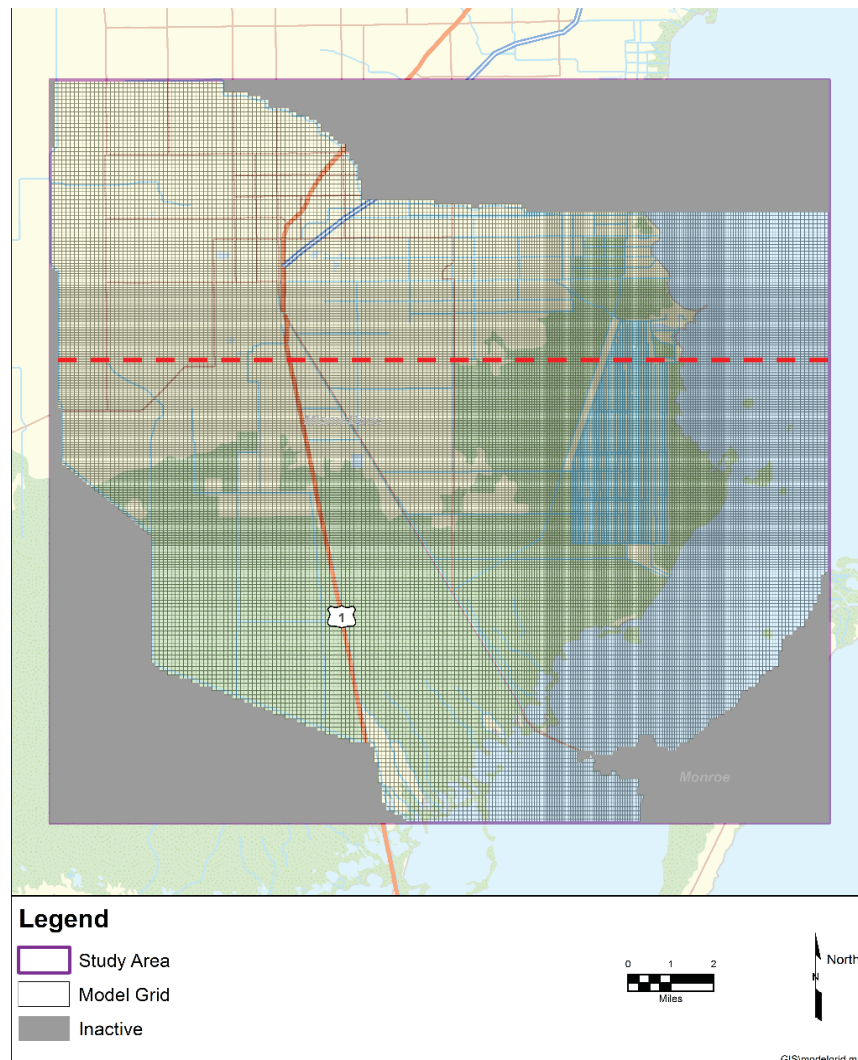 1
Monroe
Legend
Study Area
Model Grid
Inactive
0 1 2
Miles
North
N